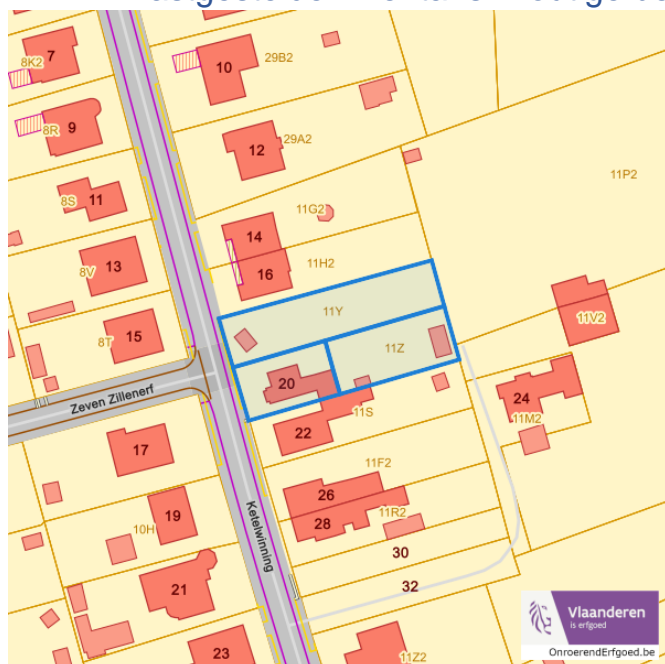 7
8K2
10
29B2
9
8R
12
29A2
11
8S
11P2
14
11G2
13
8V
16
11H2
11Y
15
8T
11V2
11Z
20
Zeven Zillenerf
24
11M2
11S
22
17
11F2
26
Ketelwinning
19
10H
28
11R2
30
21
32
23
11Z2
Vlaanderen
is erfgoed
OnroerendErfgoed.be